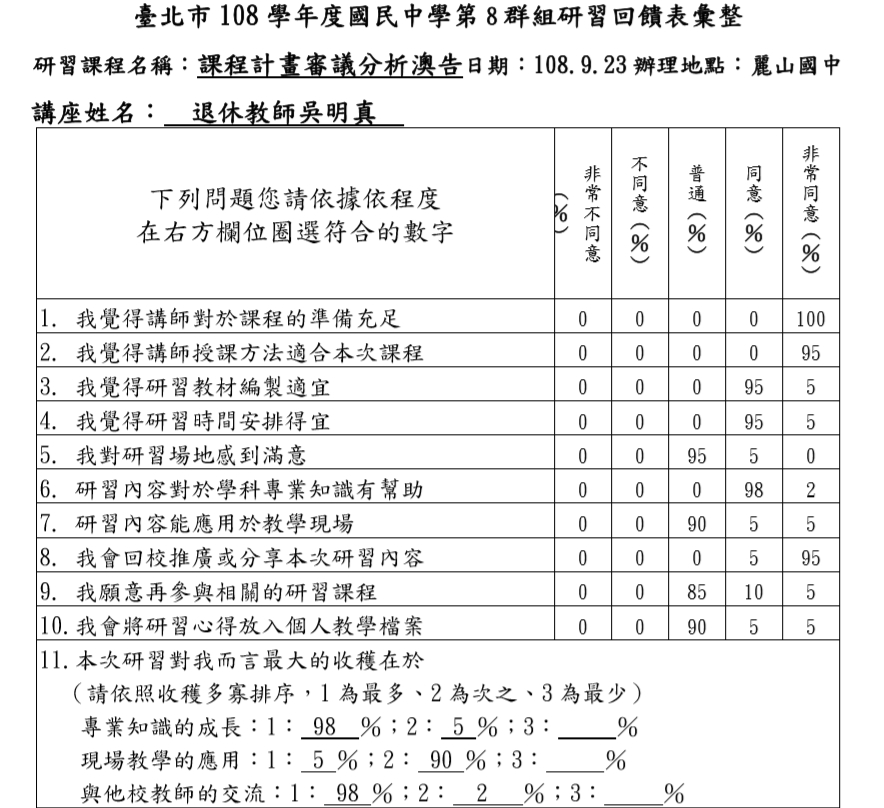 臺北市 108 學年度國民中學第 8 群組研習回饋表彙整
研習課程名稱：課程計畫審議分析澳告日期：108.9.23 辦理地點：麗山國中
講座姓名： 退休教師吳明真
下列問題您請依據依程度
在右方欄位圈選符合的數字
非常不同意（%）
不同意（%）
普通（%）
同意（%）
非常同意（%）
1. 我覺得講師對於課程的準備充足 0 0 0 0 100
2. 我覺得講師授課方法適合本次課程 0 0 0 0 95
3. 我覺得研習教材編製適宜 0 0 0 95 5
4. 我覺得研習時間安排得宜 0 0 0 95 5
5. 我對研習場地感到滿意 0 0 95 5 0
6. 研習內容對於學科專業知識有幫助 0 0 0 98 2
7. 研習內容能應用於教學現場 0 0 90 5 5
8. 我會回校推廣或分享本次研習內容 0 0 0 5 95
9. 我願意再參與相關的研習課程 0 0 85 10 5
10.我會將研習心得放入個人教學檔案 0 0 90 5 5
11.本次研習對我而言最大的收穫在於
（請依照收穫多寡排序，1 為最多、2 為次之、3 為最少）
專業知識的成長：1： 98 %；2： 5 %；3：____%
現場教學的應用：1： 5 %；2： 90 %；3：____%
與他校教師的交流：1： 98 %；2： 2 %；3：____%